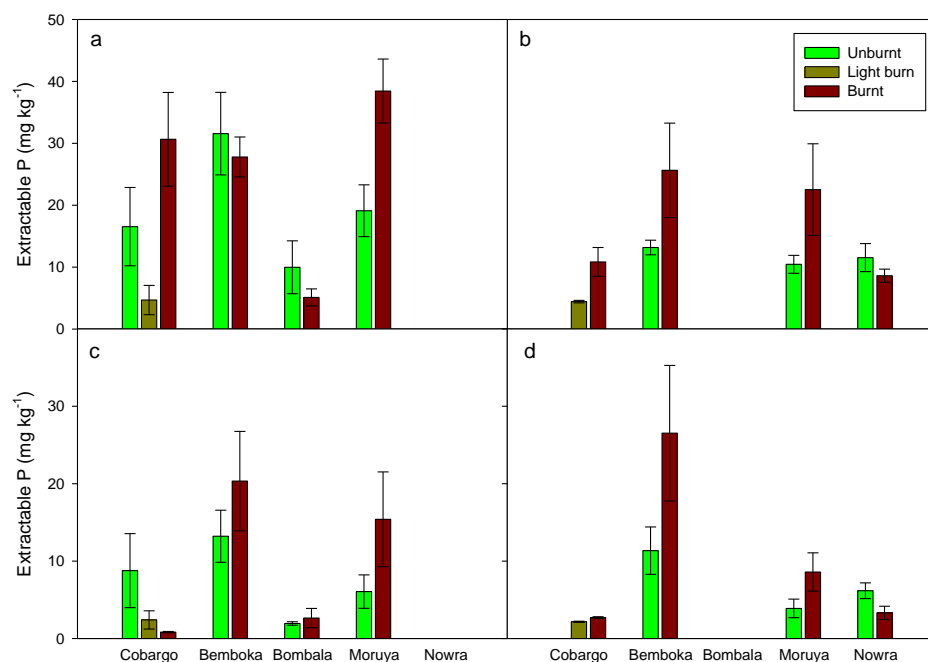 50
40
30
20
10
0
Extractable P (mg kg-1)
a
b
Unburnt
Light burn
Burnt
30
20
10
0
Extractable P (mg kg-1)
c
d
Cobargo Bemboka Bombala Moruya Nowra
Cobargo Bemboka Bombala Moruya Nowra